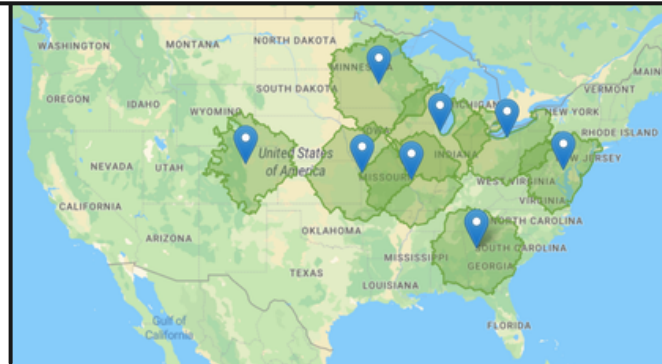 WASHINGTON
MONTANA
NORTH DAKOTA
MINNES
MAIN
OREGON
IDAHO
SOUTH DAKOTA
WYOMING
MICHIGAN
VERMONT
NEW YORK
RHODE ISLAND
IOWA
NEVADA
UTAH
United States
of America
INDIANA
W JERSEY
MISSOURI
WEST VIRGINIA
VIRGINIA
CALIFORNIA
ARIZONA
OKLAHOMA
NORTH CAROLINA
SOUTH CAROLINA
MISSISSIPPI
GEORGIA
TEXAS
LOUISIANA
Gulf of
California
FLORIDA